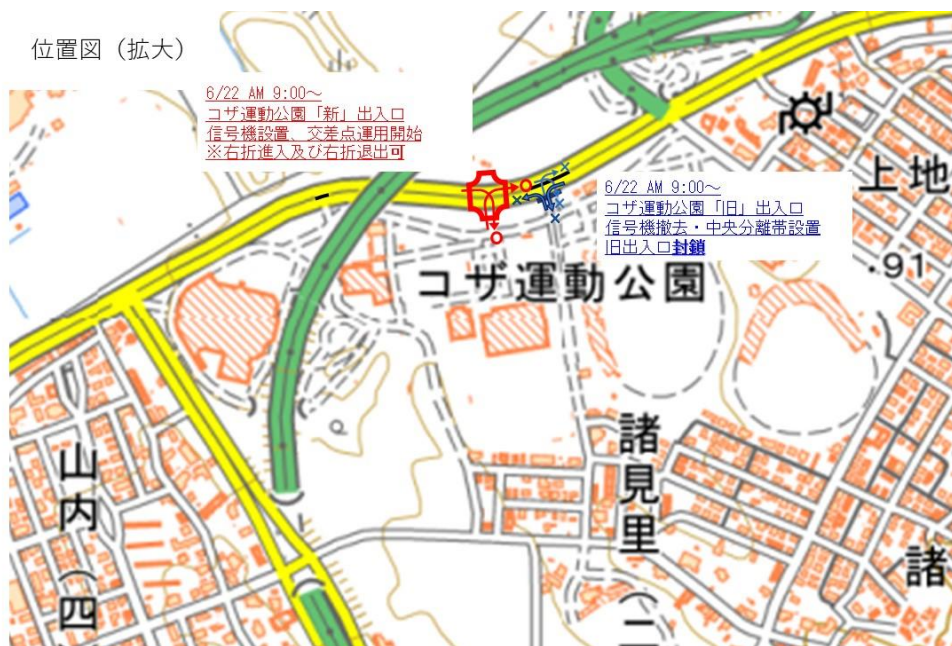 位置図（拡大）
6/22 AM 9:00～
コザ運動公園「新」出入口
信号機設置、交差点運用開始
※右折進入及び右折退出可
6/22 AM 9:00～
コザ運動公園「旧」出入口
信号機撤去・中央分離帯設置
旧出入口封鎖
上地
.91
コザ運動公園
山内（四
諸見里（二
諸